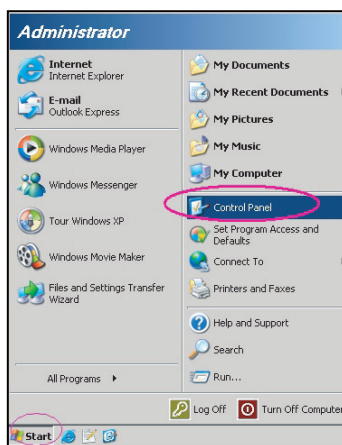 Administrator
Internet
Internet Explorer
E-mail
Outlook Express
Windows Media Player
Windows Messenger
Tour Windows XP
Windows Movie Maker
Files and Settings Transfer
Wizard
All Programs
My Documents
My Recent Documents
My Pictures
My Music
My Computer
Control Panel
Set Program Access and
Defaults
Connect To
Printers and Faxes
Help and Support
Search
Run...
Log Off
Turn Off Computer
Start